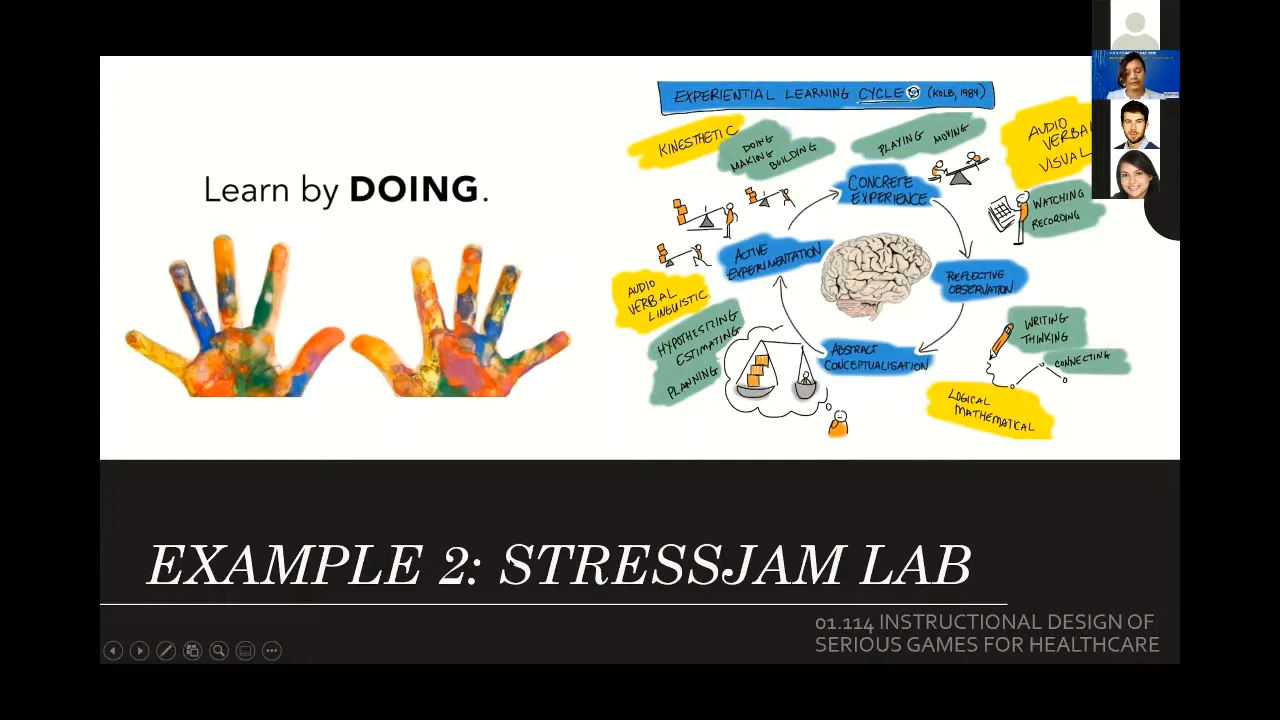 Learn by DOING.
EXPERIENTIAL LEARNING CYCLE (KOLB, 1984)
KINESTHETIC
DOING
MAKING BUILDING
PLAYING MOVING
AUDIO
VERBAL
VISUAL
CONCRETE
EXPERIENCE
WATCHING
RECORDING
ACTIVE
EXPERIMENTATION
REFLECTIVE
OBSERVATION
AUDIO
VERBAL
LINGUISTIC
HYPOTHESIZING
ESTIMATING
PLANNING
WRITING
THINKING
CONNECTING
ABSTRACT
CONCEPTUALISATION
LOGICAL
MATHEMATICAL
EXAMPLE 2: STRESSJAM LAB
01.114 INSTRUCTIONAL DESIGN OF
SERIOUS GAMES FOR HEALTHCARE